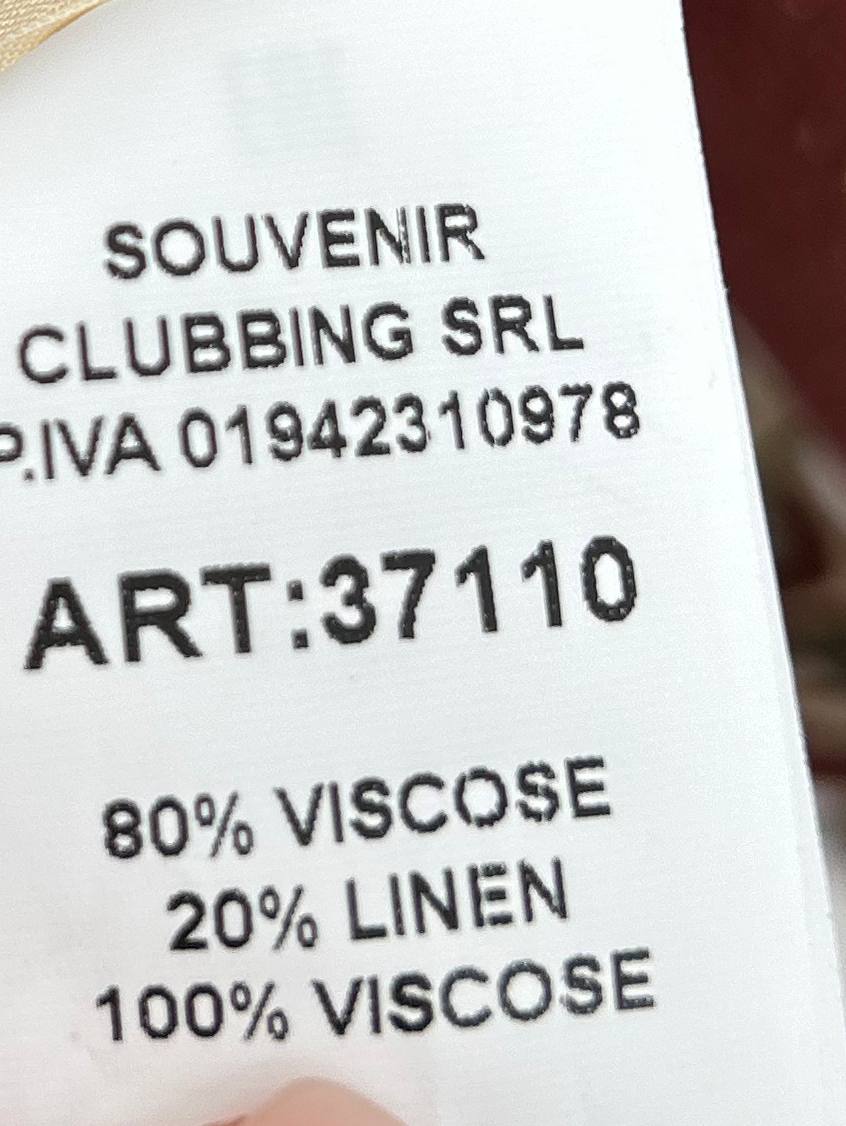 SOUVENIR
CLUBBING SRL
P.IVA 01942310978
ART:37110
80% VISCOSE
20% LINEN
100% VISCOSE